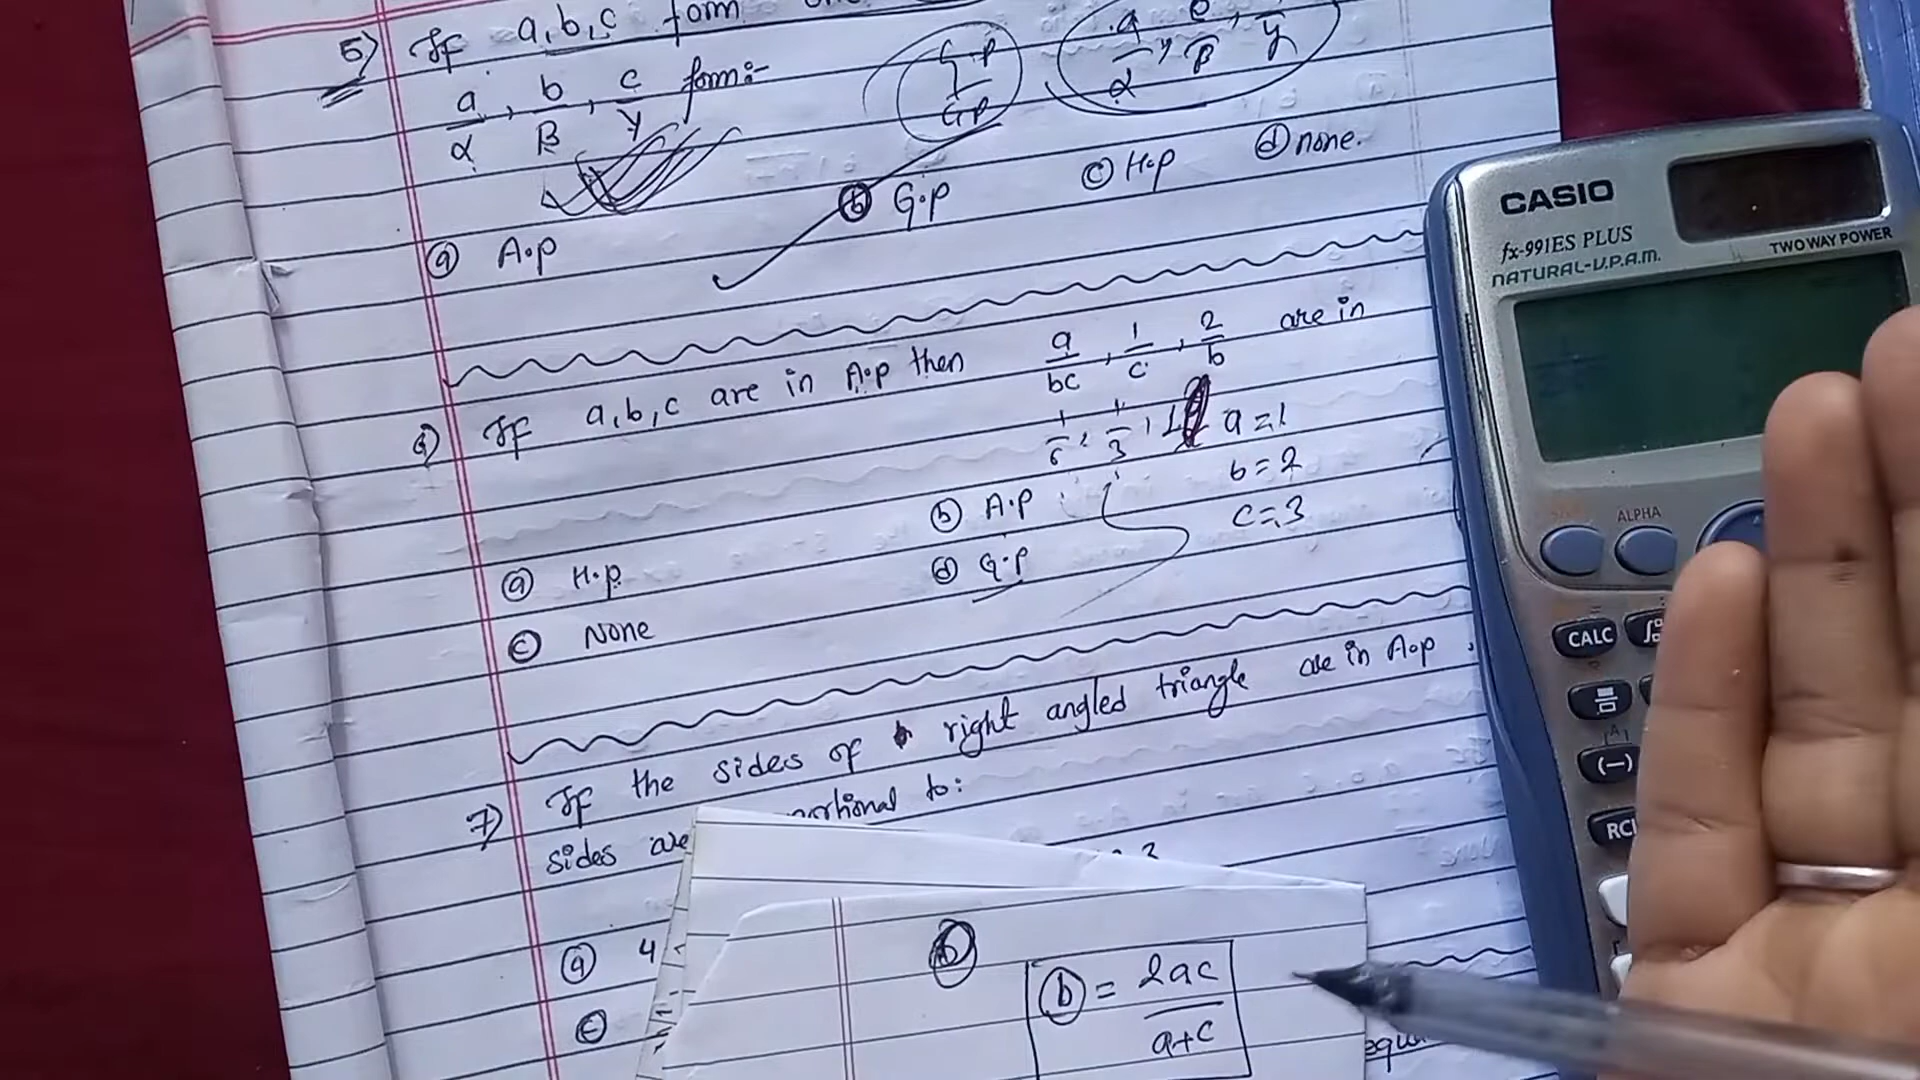 5) If a,b,c form
a/α, b/β, c/γ form:-
G.P
G.P
a/α, /β, /γ
ⓐ A.p ⓑ G.p ⓒ H.p ⓓ none.
6) If a,b,c are in A.p then a/bc, 1/c, 2/b are in
1/6, 1/3, 1 a=1
b=2
c=3
ⓐ H.p ⓑ A.p
ⓒ None ⓓ G.p
7) If the sides of right angled triangle are in A.p,
sides are to:
ⓐ 4
ⓒ
ⓑ
ⓑ = 2ac/a+c
CASIO
fx-991ES PLUS
NATURAL-V.P.A.M.
TWO WAY POWER
ALPHA
CALC
(A)
(−)